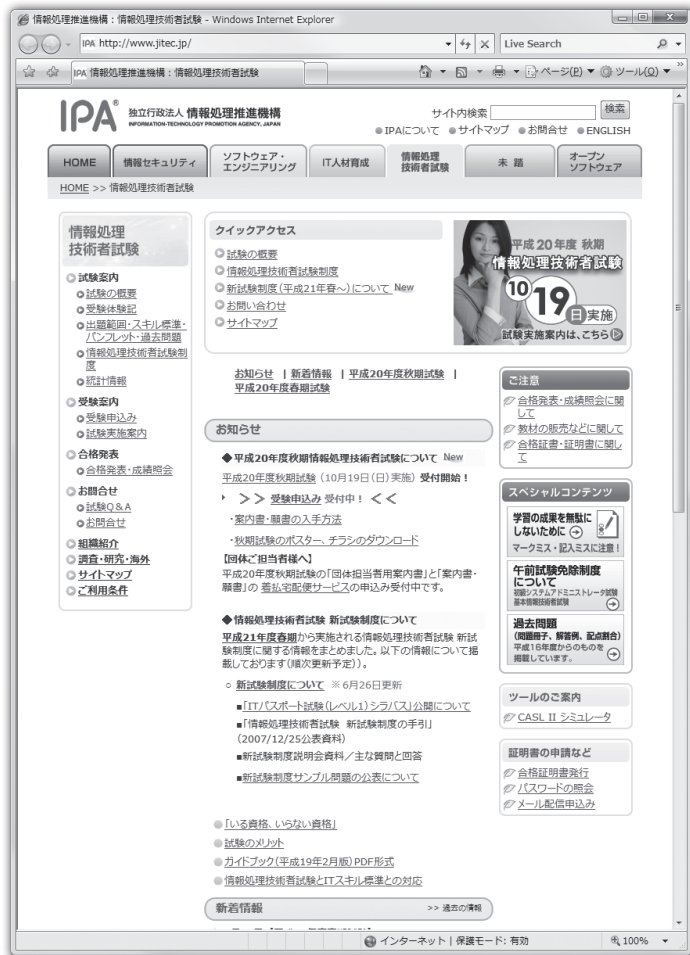 情報処理推進機構：情報処理技術者試験 - Windows Internet Explorer
IPA http://www.jitec.jp/
Live Search
IPA 情報処理推進機構：情報処理技術者試験
ページ(P)
ツール(O)
IPA®
独立行政法人 情報処理推進機構
INFORMATION-TECHNOLOGY PROMOTION AGENCY, JAPAN
サイト内検索
検索
IPAについて
サイトマップ
お問合せ
ENGLISH
HOME
情報セキュリティ
ソフトウェア・
エンジニアリング
IT人材育成
情報処理
技術者試験
未踏
オープン
ソフトウェア
HOME >> 情報処理技術者試験
情報処理
技術者試験
試験案内
試験の概要
受験体験記
出題範囲・スキル標準・
パンフレット・過去問題
情報処理技術者試験制
度
統計情報
受験案内
受験申込み
試験実施案内
合格発表
合格発表・成績照会
お問合せ
試験Q＆A
お問合せ
組織紹介
調査・研究・海外
サイトマップ
ご利用条件
クイックアクセス
試験の概要
情報処理技術者試験制度
新試験制度（平成21年春～）について New
お問い合わせ
サイトマップ
平成20年度 秋期
情報処理技術者試験
10 19 日 実施
試験実施案内は、こちら
お知らせ | 新着情報 | 平成20年度秋期試験 |
平成20年度春期試験
お知らせ
◆平成20年度秋期情報処理技術者試験について New
平成20年度秋期試験（10月19日（日）実施） 受付開始！
＞＞ 受験申込み 受付中！ ＜＜
・案内書・願書の入手方法
・秋期試験のポスター、チラシのダウンロード
【団体ご担当者様へ】
平成20年度秋期試験の「団体担当者用案内書」と「案内書・
願書」の 着払宅配便サービスの申込み受付中です。
◆情報処理技術者試験 新試験制度について
平成21年度春期から実施される情報処理技術者試験 新試
験制度に関する情報をまとめました。以下の情報について掲
載しております（順次更新予定））。
○ 新試験制度について ※6月26日更新
■「ITパスポート試験（レベル1）シラバス」公開について
■「情報処理技術者試験 新試験制度の手引」
（2007/12/25公表資料）
■新試験制度説明会資料／主な質問と回答
■新試験制度サンプル問題の公表について
「いる資格、いらない資格」
試験のメリット
ガイドブック（平成19年2月版）PDF形式
情報処理技術者試験とITスキル標準との対応
新着情報
>> 過去の情報
ご注意
合格発表・成績照会に関
して
教材の販売などに関して
合格証書・証明書に関し
て
スペシャルコンテンツ
学習の成果を無駄に
しないために
マークミス・記入ミスに注意！
午前試験免除制度
について
初級システムアドミニストレータ試験
基本情報技術者試験
過去問題
（問題冊子、解答例、配点割合）
平成16年度からのものを
掲載しています。
ツールのご案内
CASL II シミュレータ
証明書の申請など
合格証明書発行
パスワードの照会
メール配信申込み
インターネット | 保護モード: 有効
100%